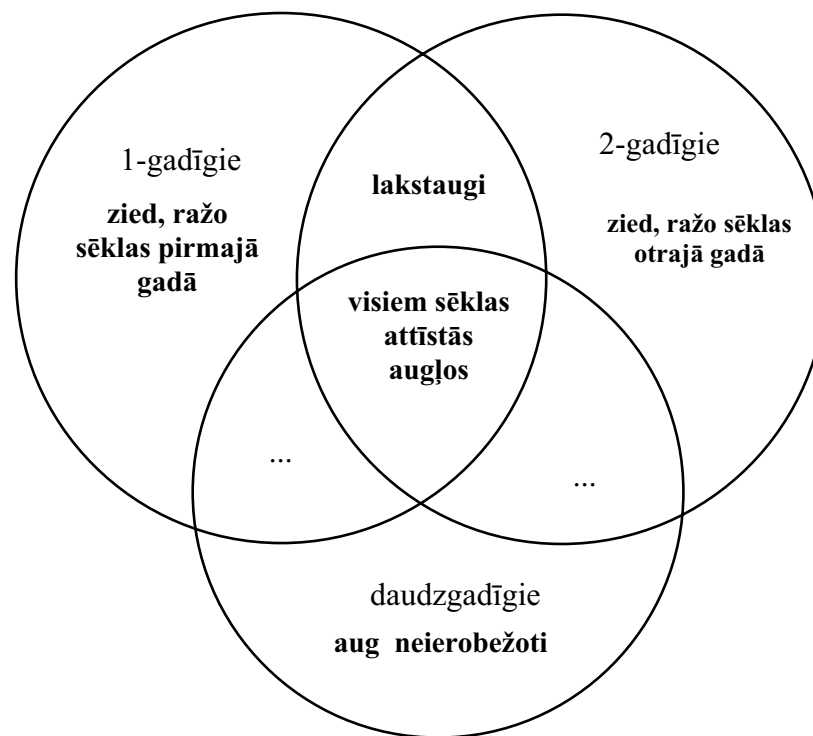 1-gadīgie
zied, ražo
sēklas pirmajā
gadā
lakstaugi
2-gadīgie
zied, ražo sēklas
otrajā gadā
visiem sēklas
attīstās
augļos
...
...
daudzgadīgie
aug neierobežoti